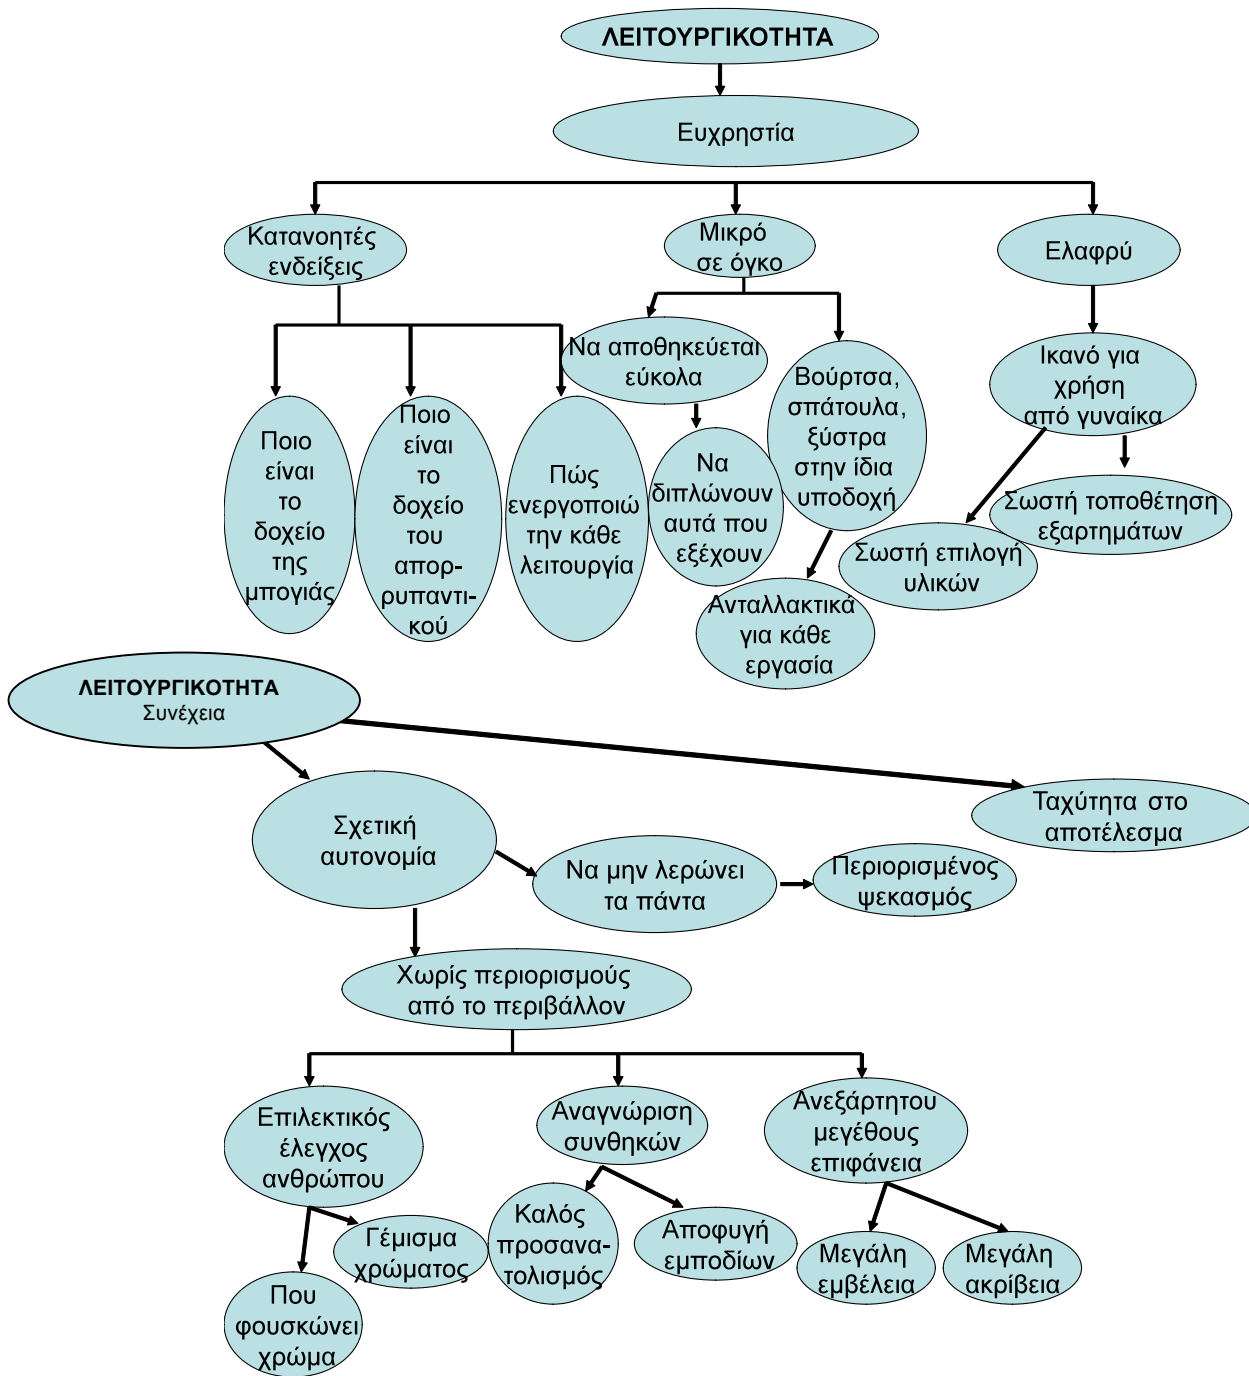 ΛΕΙΤΟΥΡΓΙΚΟΤΗΤΑ
Ευχρηστία
Κατανοητές
ενδείξεις
Μικρό
σε όγκο
Ελαφρύ
Ποιο
είναι
το
δοχείο
της
μπογιάς
Ποιο
είναι
το
δοχείο
του
απορ-
ρυπαντι-
κού
Πώς
ενεργοποιώ
την κάθε
λειτουργία
Να αποθηκεύεται
εύκολα
Να
διπλώνουν
αυτά που
εξέχουν
Βούρτσα,
σπάτουλα,
ξύστρα
στην ίδια
υποδοχή
Ανταλλακτικά
για κάθε
εργασία
Ικανό για
χρήση
από γυναίκα
Σωστή επιλογή
υλικών
Σωστή τοποθέτηση
εξαρτημάτων
ΛΕΙΤΟΥΡΓΙΚΟΤΗΤΑ
Συνέχεια
Ταχύτητα στο
αποτέλεσμα
Σχετική
αυτονομία
Να μην λερώνει
τα πάντα
Περιορισμένος
ψεκασμός
Χωρίς περιορισμούς
από το περιβάλλον
Επιλεκτικός
έλεγχος
ανθρώπου
Αναγνώριση
συνθηκών
Ανεξάρτητου
μεγέθους
επιφάνεια
Που
φουσκώνει
χρώμα
Γέμισμα
χρώματος
Καλός
προσανα-
τολισμός
Αποφυγή
εμποδίων
Μεγάλη
εμβέλεια
Μεγάλη
ακρίβεια